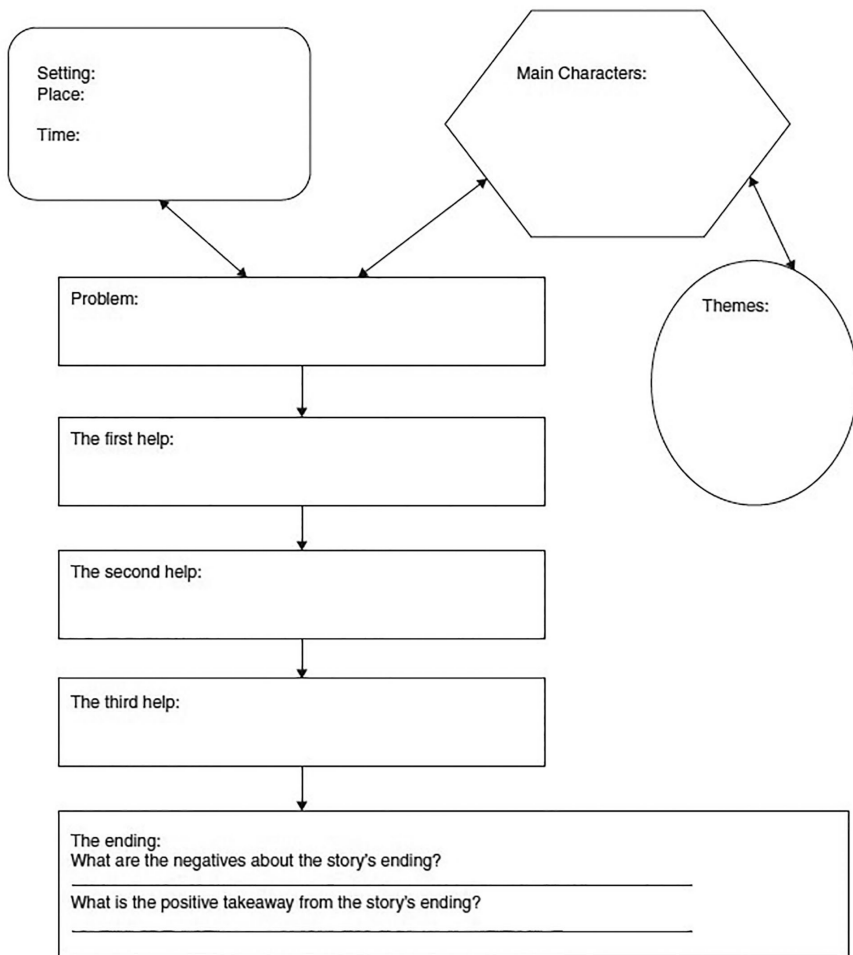 Setting:
Place:
Time:
Main Characters:
Problem:
Themes:
The first help:
The second help:
The third help:
The ending:
What are the negatives about the story's ending?
What is the positive takeaway from the story's ending?